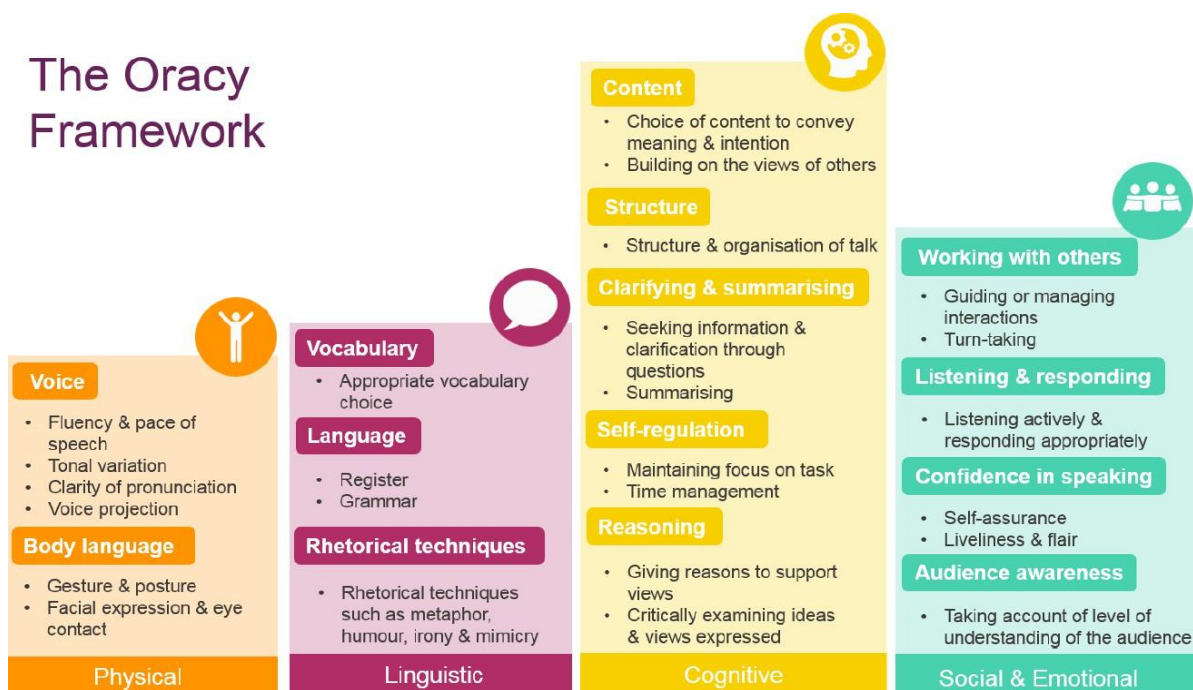 The Oracy
Framework
Voice
• Fluency & pace of
speech
• Tonal variation
• Clarity of pronunciation
• Voice projection
Body language
• Gesture & posture
• Facial expression & eye
contact
Physical
Vocabulary
• Appropriate vocabulary
choice
Language
• Register
• Grammar
Rhetorical techniques
• Rhetorical techniques
such as metaphor,
humour, irony & mimicry
Linguistic
Content
• Choice of content to convey
meaning & intention
• Building on the views of others
Structure
• Structure & organisation of talk
Clarifying & summarising
• Seeking information &
clarification through
questions
• Summarising
Self-regulation
• Maintaining focus on task
• Time management
Reasoning
• Giving reasons to support
views
• Critically examining ideas
& views expressed
Cognitive
Working with others
• Guiding or managing
interactions
• Turn-taking
Listening & responding
• Listening actively &
responding appropriately
Confidence in speaking
• Self-assurance
• Liveliness & flair
Audience awareness
• Taking account of level of
understanding of the audience
Social & Emotional